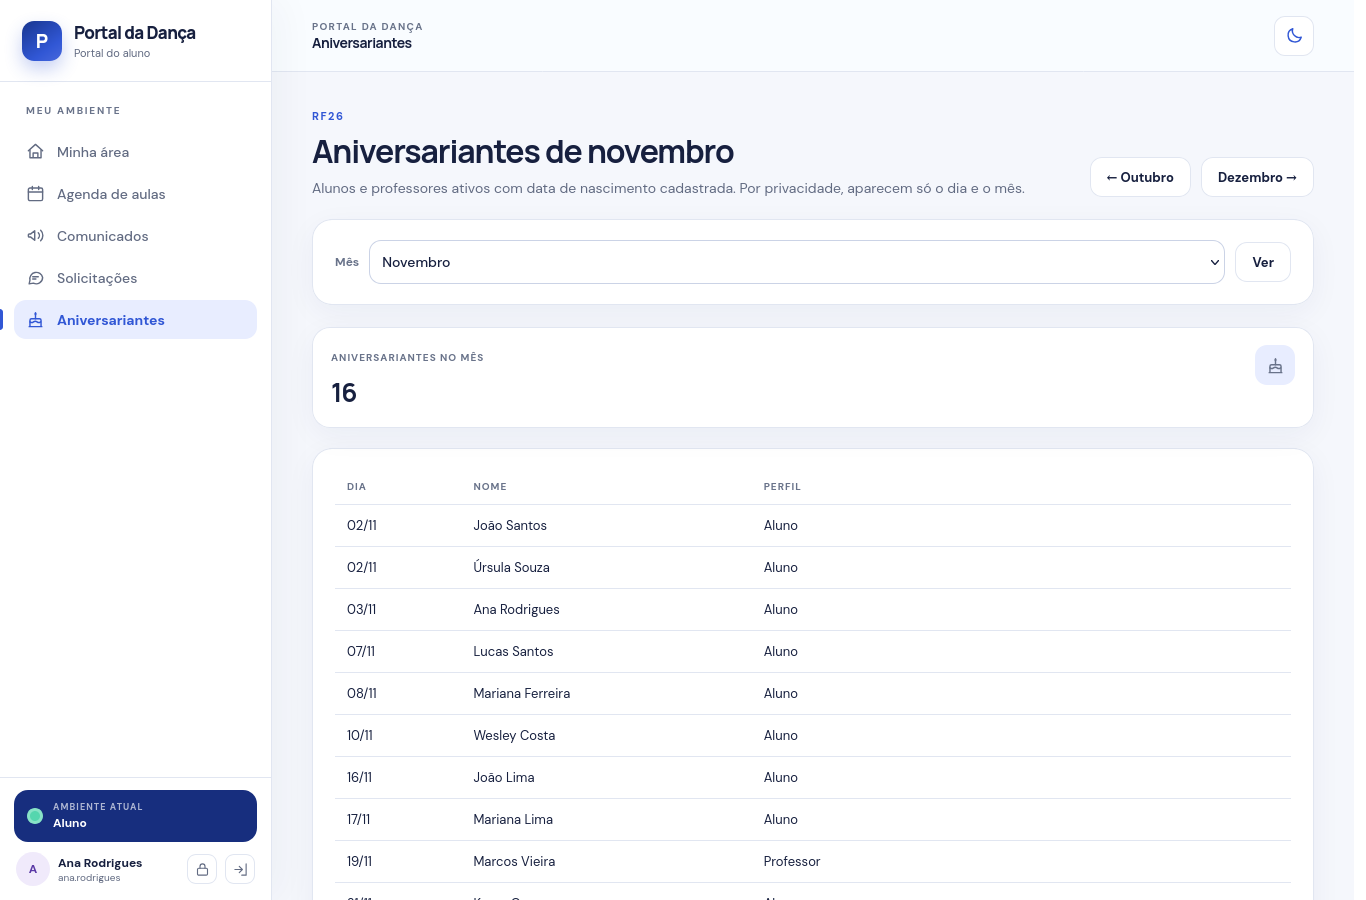 P
Portal da Dança
Portal do aluno
MEU AMBIENTE
Minha área
Agenda de aulas
Comunicados
Solicitações
Aniversariantes
AMBIENTE ATUAL
Aluno
A
Ana Rodrigues
ana.rodrigues
PORTAL DA DANÇA
Aniversariantes
RF26
Aniversariantes de novembro
Alunos e professores ativos com data de nascimento cadastrada. Por privacidade, aparecem só o dia e o mês.
← Outubro
Dezembro →
Mês
Novembro
Ver
ANIVERSARIANTES NO MÊS
16
DIA NOME PERFIL
02/11 João Santos Aluno
02/11 Úrsula Souza Aluno
03/11 Ana Rodrigues Aluno
07/11 Lucas Santos Aluno
08/11 Mariana Ferreira Aluno
10/11 Wesley Costa Aluno
16/11 João Lima Aluno
17/11 Mariana Lima Aluno
19/11 Marcos Vieira Professor